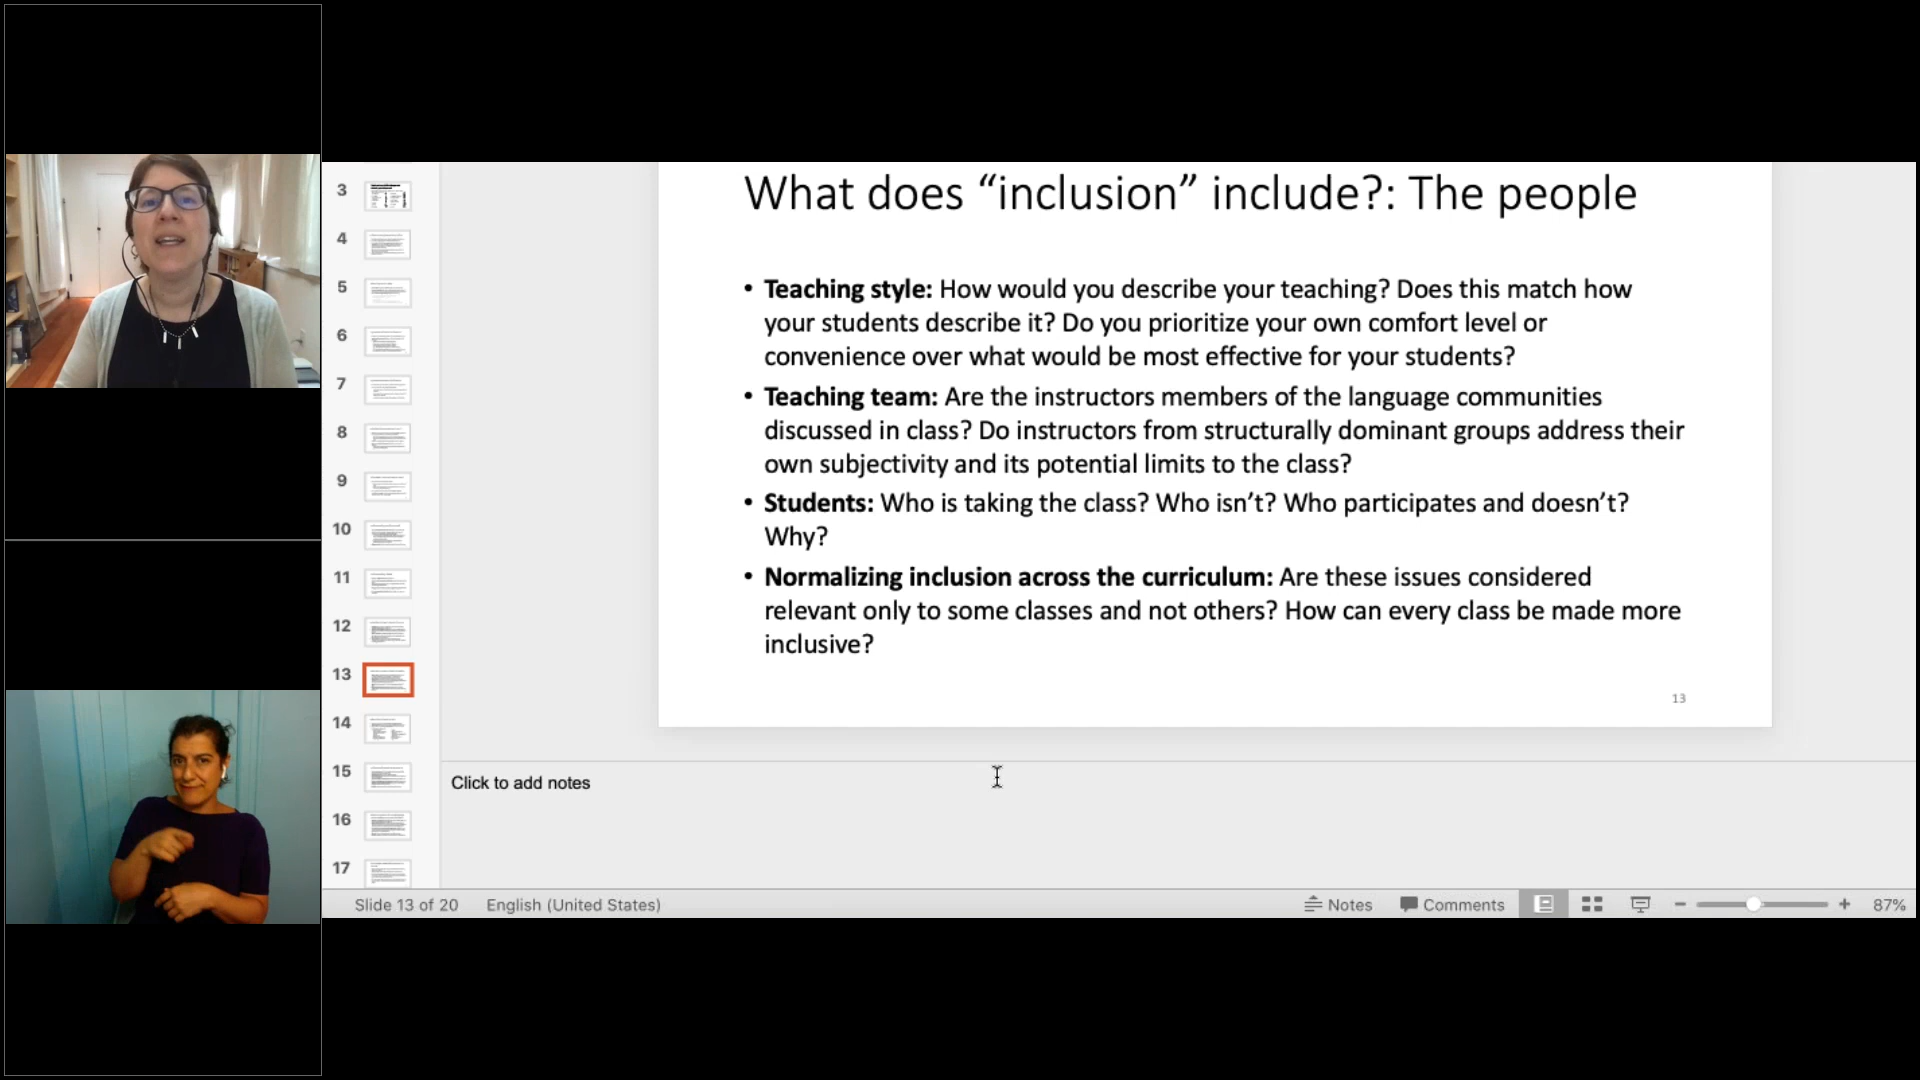 What does “inclusion” include?: The people
• Teaching style: How would you describe your teaching? Does this match how
your students describe it? Do you prioritize your own comfort level or
convenience over what would be most effective for your students?
• Teaching team: Are the instructors members of the language communities
discussed in class? Do instructors from structurally dominant groups address their
own subjectivity and its potential limits to the class?
• Students: Who is taking the class? Who isn’t? Who participates and doesn’t?
Why?
• Normalizing inclusion across the curriculum: Are these issues considered
relevant only to some classes and not others? How can every class be made more
inclusive?
13
3
4
5
6
7
8
9
10
11
12
13
14
15
16
17
Click to add notes
Slide 13 of 20 English (United States) Notes Comments 87%